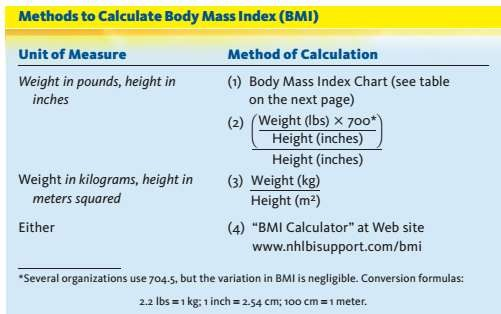 Methods to Calculate Body Mass Index (BMI)
Unit of Measure Method of Calculation
Weight in pounds, height in (1) Body Mass Index Chart (see table
inches on the next page)
(2) (Weight (lbs) × 700*)
Height (inches)
Height (inches)
Weight in kilograms, height in (3) Weight (kg)
meters squared Height (m²)
Either (4) “BMI Calculator” at Web site
www.nhlbisupport.com/bmi
*Several organizations use 704.5, but the variation in BMI is negligible. Conversion formulas:
2.2 lbs = 1 kg; 1 inch = 2.54 cm; 100 cm = 1 meter.